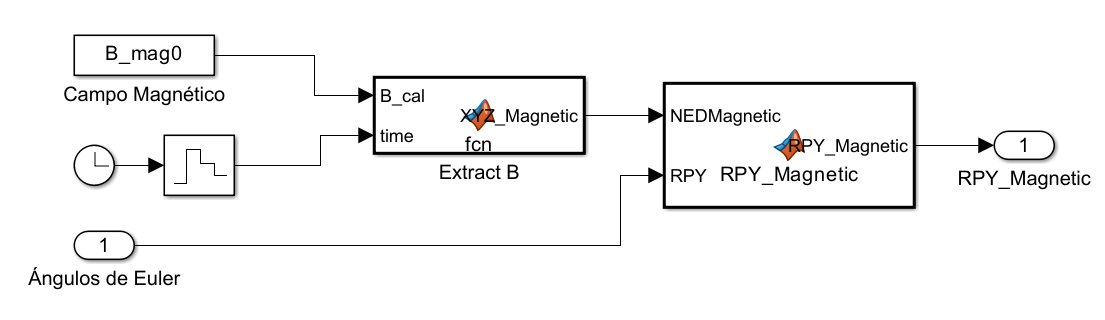 B_mag0
Campo Magnético
B_cal
time
XYZ_Magnetic
fcn
Extract B
NEDMagnetic
RPY
RPY_Magnetic
RPY_Magnetic
1
RPY_Magnetic
1
Ángulos de Euler